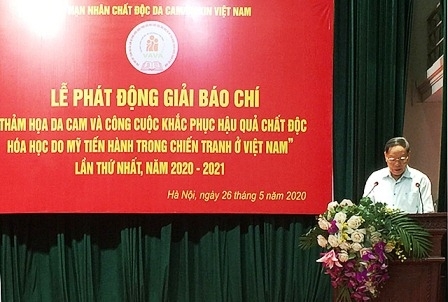 NHÂN CHẤT ĐỘC DA CAM VIỆT NAM
VAVA
LỄ PHÁT ĐỘNG GIẢI BÁO CHÍ
THẢM HỌA DA CAM VÀ CÔNG CUỘC KHẮC PHỤC HẬU QUẢ CHẤT ĐỘC
HÓA HỌC DO MỸ TIẾN HÀNH TRONG CHIẾN TRANH Ở VIỆT NAM"
LẦN THỨ NHẤT, NĂM 2020 - 2021
Hà Nội, ngày 26 tháng 5 năm 2020